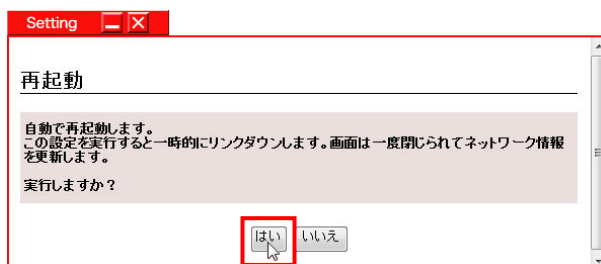 Setting
再起動
自動で再起動します。
この設定を実行すると一時的にリンクダウンします。画面は一度閉じられてネットワーク情報
を更新します。
実行しますか？
はい いいえ